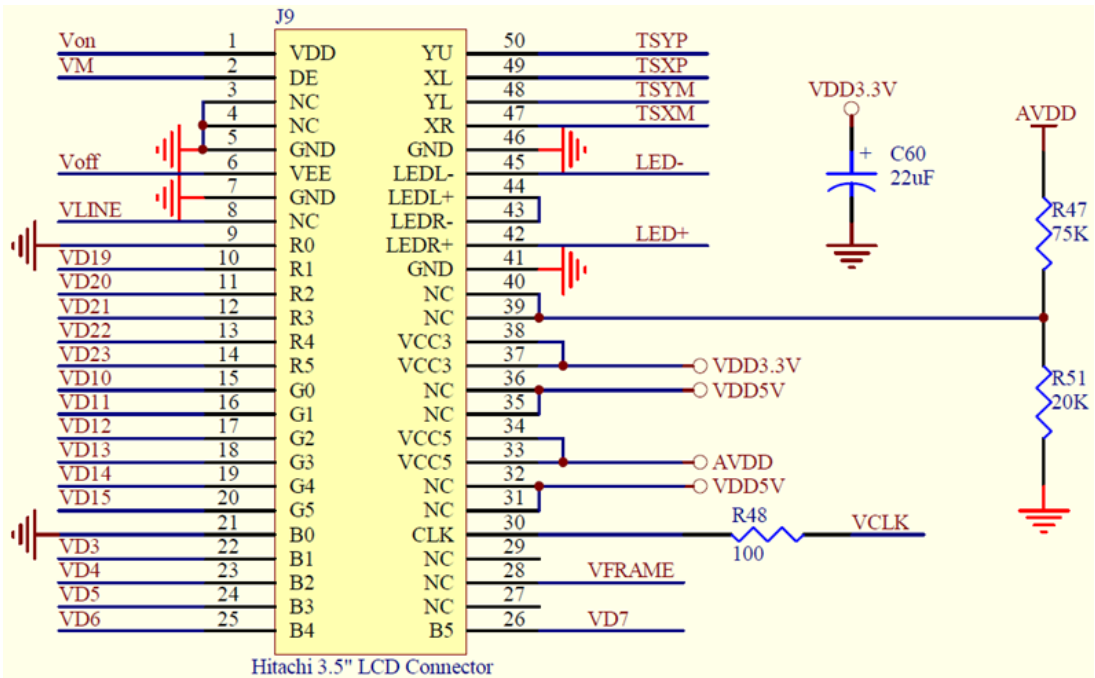 J9
Von 1 VDD YU 50 TSYP
VM 2 DE XL 49 TSXP
3 NC YL 48 TSYM
4 NC XR 47 TSXM
5 GND GND 46
Voff 6 VEE LEDL- 45 LED-
7 GND LEDL+ 44
VLINE 8 NC LEDR- 43
9 R0 LEDR+ 42 LED+
VD19 10 R1 GND 41
VD20 11 R2 NC 40
VD21 12 R3 NC 39
VD22 13 R4 VCC3 38
VD23 14 R5 VCC3 37 VDD3.3V
VD10 15 G0 NC 36 VDD5V
VD11 16 G1 NC 35
VD12 17 G2 VCC5 34
VD13 18 G3 VCC5 33 AVDD
VD14 19 G4 NC 32 VDD5V
VD15 20 G5 NC 31
21 B0 CLK 30 R48 100 VCLK
VD3 22 B1 NC 29
VD4 23 B2 NC 28 VFRAME
VD5 24 B3 NC 27
VD6 25 B4 B5 26 VD7
Hitachi 3.5" LCD Connector
VDD3.3V
+ C60
22uF
AVDD
R47
75K
R51
20K